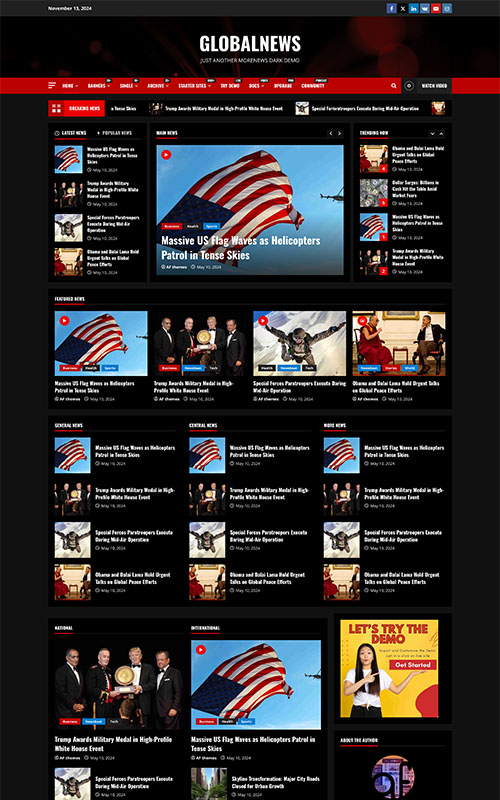 November 13, 2024
GLOBALNEWS
JUST ANOTHER MORENEWS DARK DEMO
HOME BANNERS SINGLE ARCHIVE STARTER SITES TRY DEMO DOCS UPGRADE COMMUNITY WATCH VIDEO
BREAKING NEWS
n Tense Skies
Trump Awards Military Medal in High-Profile White House Event
Special Forces Paratroopers Execute During Mid-Air Operation
LATEST NEWS
POPULAR NEWS
Massive US Flag Waves as
Helicopters Patrol in Tense
Skies
May 10, 2024
Trump Awards Military
Medal in High-Profile White
House Event
May 10, 2024
Special Forces
Paratroopers Execute
During Mid-Air Operation
May 10, 2024
Obama and Dalai Lama Hold
Urgent Talks on Global
Peace Efforts
May 10, 2024
MAIN NEWS
Business Health Sports
Massive US Flag Waves as Helicopters
Patrol in Tense Skies
AF themes May 10, 2024
TRENDING NOW
Obama and Dalai Lama Hold
Urgent Talks on Global
Peace Efforts
4
May 10, 2024
Dollar Surges: Billions in
Cash Hit the Table Amid
Market Fears
5
May 10, 2024
Massive US Flag Waves as
Helicopters Patrol in Tense
Skies
1
May 10, 2024
Trump Awards Military
Medal in High-Profile White
House Event
2
May 10, 2024
FEATURED NEWS
Business Health Sports
Massive US Flag Waves as Helicopters
Patrol in Tense Skies
AF themes May 10, 2024
Business Newsbeat Tech
Trump Awards Military Medal in High-
Profile White House Event
AF themes May 10, 2024
Health Newsbeat Tech
Special Forces Paratroopers Execute During
Mid-Air Operation
AF themes May 10, 2024
Newsbeat Stories World
Obama and Dalai Lama Hold Urgent Talks
on Global Peace Efforts
AF themes May 10, 2024
GENERAL NEWS
Massive US Flag Waves as Helicopters
Patrol in Tense Skies
May 10, 2024
Trump Awards Military Medal in High-
Profile White House Event
May 10, 2024
Special Forces Paratroopers Execute
During Mid-Air Operation
May 10, 2024
Obama and Dalai Lama Hold Urgent
Talks on Global Peace Efforts
May 10, 2024
CENTRAL NEWS
Massive US Flag Waves as Helicopters
Patrol in Tense Skies
May 10, 2024
Trump Awards Military Medal in High-
Profile White House Event
May 10, 2024
Special Forces Paratroopers Execute
During Mid-Air Operation
May 10, 2024
Obama and Dalai Lama Hold Urgent
Talks on Global Peace Efforts
May 10, 2024
MORE NEWS
Massive US Flag Waves as Helicopters
Patrol in Tense Skies
May 10, 2024
Trump Awards Military Medal in High-
Profile White House Event
May 10, 2024
Special Forces Paratroopers Execute
During Mid-Air Operation
May 10, 2024
Obama and Dalai Lama Hold Urgent
Talks on Global Peace Efforts
May 10, 2024
NATIONAL
Business Newsbeat Tech
Trump Awards Military Medal in High-Profile
White House Event
AF themes May 10, 2024
Special Forces Paratroopers Execute
During Mid-Air Operation
May 10, 2024
INTERNATIONAL
Business Health Sports
Massive US Flag Waves as Helicopters Patrol in
Tense Skies
AF themes May 10, 2024
Skyline Transformation: Major City Roads
Closed for Urban Growth
May 10, 2024
LET'S TRY THE
DEMO
Import and Customize The Demo
Just in a click on the site
Get Started
ABOUT THE AUTHOR